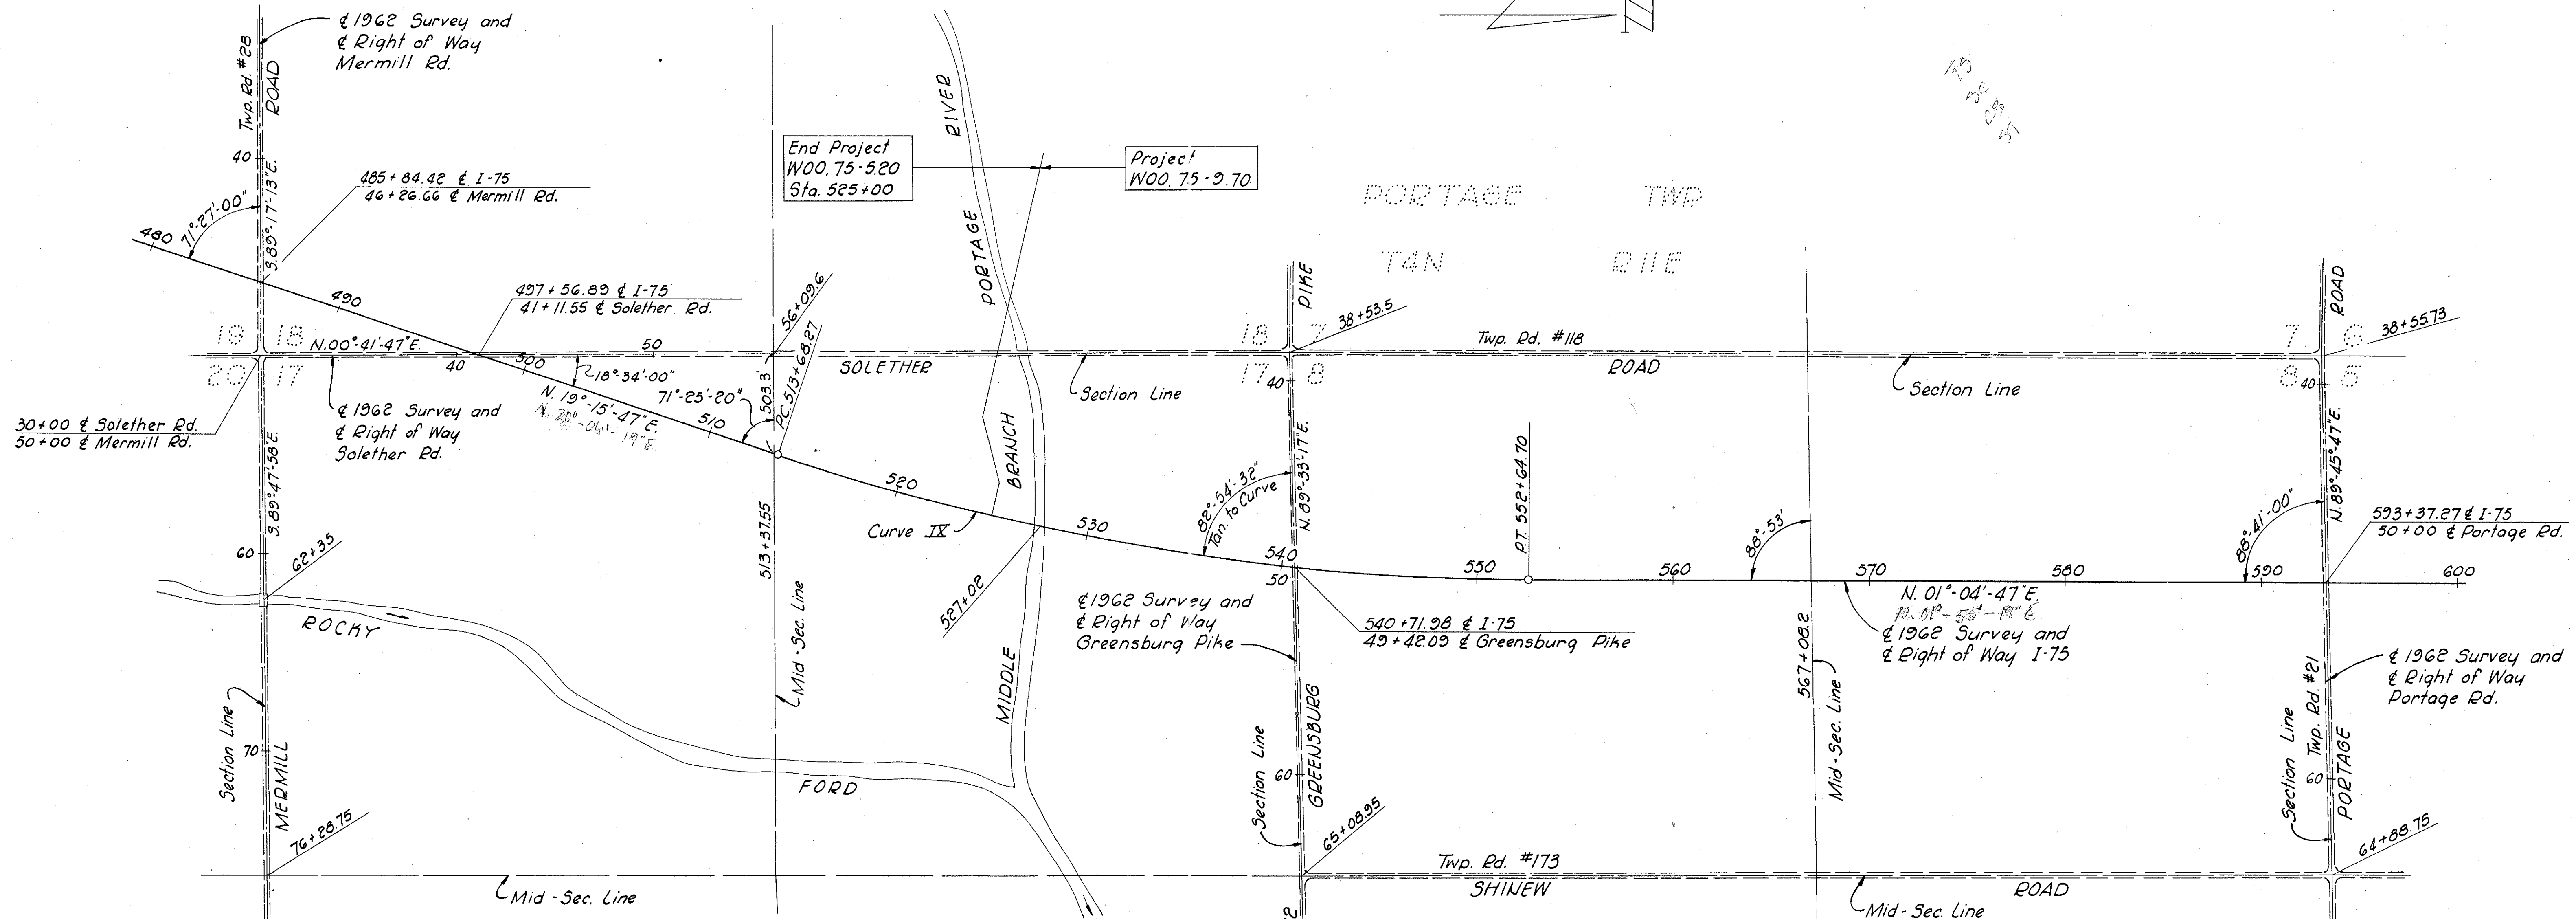 ℄ 1962 Survey and
℄ Right of Way
Mermill Rd.
Twp. Rd. #28
ROAD
40
S.89°-17'-13"E.
71°-27'-00"
480
485+84.42 ℄ I-75
46+26.66 ℄ Mermill Rd.
490
497+56.89 ℄ I-75
41+11.55 ℄ Solether Rd.
19 18
20 17
N.00°-41'-47"E.
40
500
50
18°-34'-00"
N. 19°-15'-47"E.
N. 20°-06'-19"E.
510
71°-25'-20"
503.3'
P.C. 513+68.27
56+09.6
30+00 ℄ Solether Rd.
50+00 ℄ Mermill Rd.
℄ 1962 Survey and
℄ Right of Way
Solether Rd.
S.89°-47'-58"E.
60
62+35
ROCKY
FORD
Section Line
70
MERMILL
76+28.75
Mid-Sec. Line
513+37.55
Mid-Sec. Line
End Project
WOO. 75-5.20
Sta. 525+00
Project
WOO. 75-9.70
RIVER
PORTAGE
BRANCH
MIDDLE
SOLETHER
520
Curve IX
527+02
530
Section Line
PORTAGE TWP
T4N R11E
PIKE
18 7
17 8
38+53.5
40
N.89°-33'-17"E.
82°-54'-32"
Tan. to Curve
540
50
℄ 1962 Survey and
℄ Right of Way
Greensburg Pike
540+71.98 ℄ I-75
49+42.09 ℄ Greensburg Pike
GREENSBURG
Section Line
60
65+08.95
Twp. Rd. #118
ROAD
Section Line
P.T. 552+64.70
550
560
88°-53'
570
580
590
600
N. 01°-04'-47"E.
N. 01°-55'-19"E.
℄ 1962 Survey and
℄ Right of Way I-75
567+08.2
Mid-Sec. Line
Twp. Rd. #173
SHINEW
ROAD
Mid-Sec. Line
ROAD
7 6
8 5
38+55.73
40
N.89°-45'-47"E.
88°-41'-00"
593+37.27 ℄ I-75
50+00 ℄ Portage Rd.
℄ 1962 Survey and
℄ Right of Way
Portage Rd.
Twp. Rd. #21
Section Line
60
PORTAGE
64+88.75